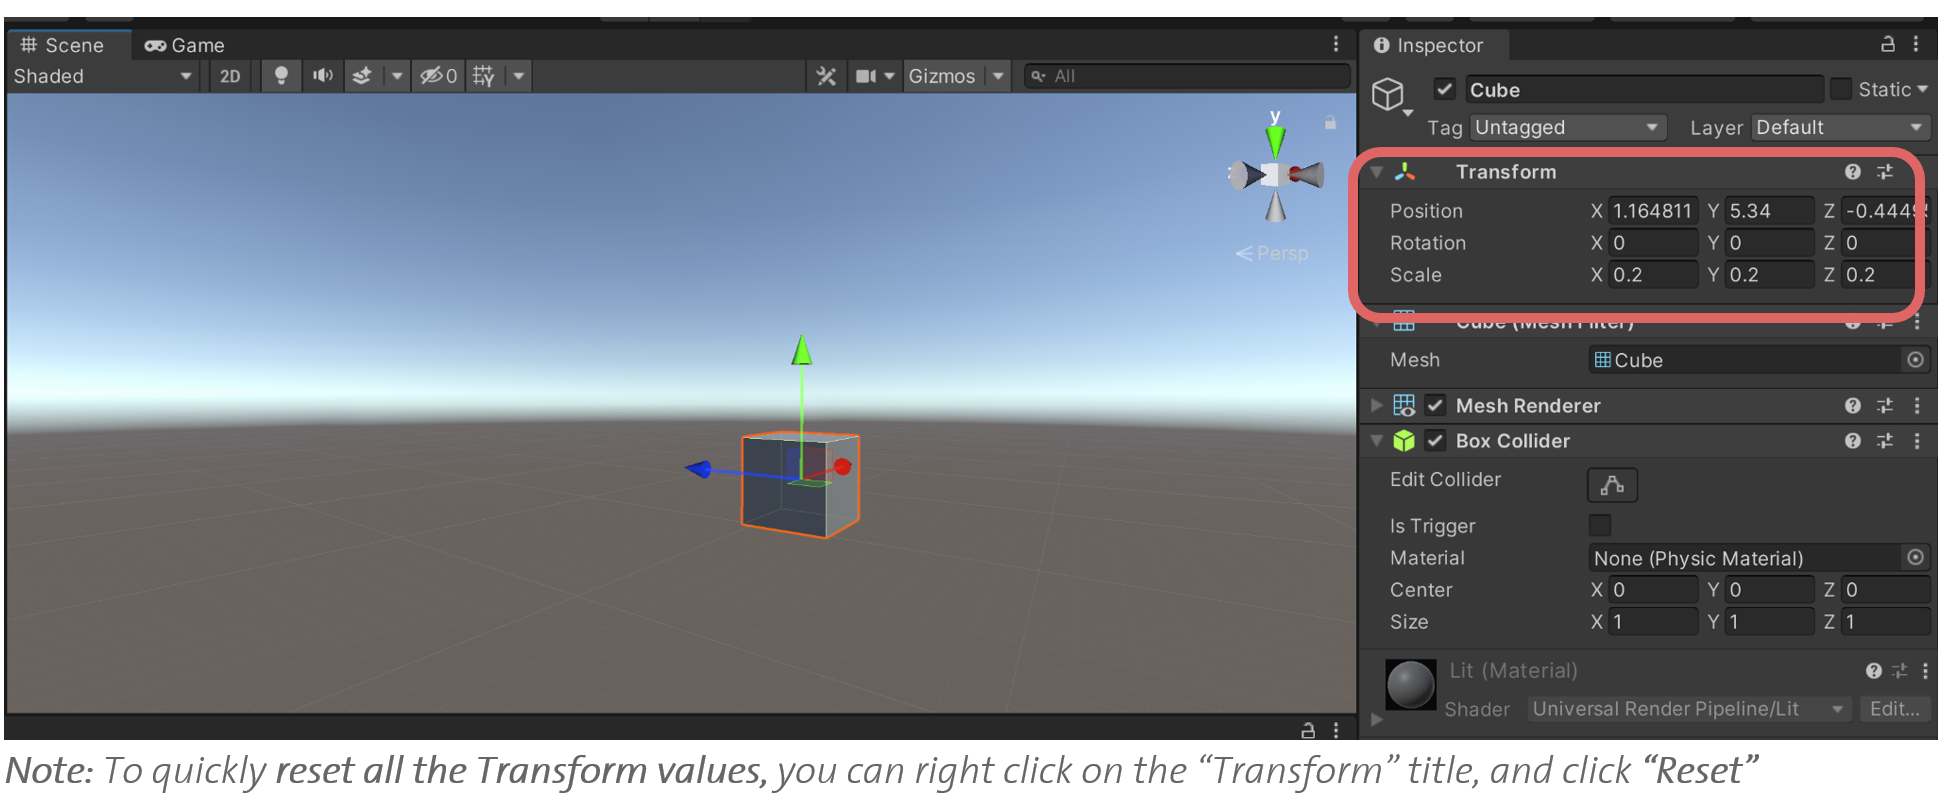 Scene Game
Shaded 2D 0 Gizmos All
y
Persp
Inspector
Cube Static
Tag Untagged Layer Default
Transform
Position X 1.164811 Y 5.34 Z
Rotation X 0 Y 0 Z 0
Scale X 0.2 Y 0.2 Z 0.2
Cube (Mesh Filter)
Mesh Cube
Mesh Renderer
Box Collider
Edit Collider
Is Trigger
Material None (Physic Material)
Center X 0 Y 0 Z 0
Size X 1 Y 1 Z 1
Lit (Material)
Shader Universal Render Pipeline/Lit Edit...
Note: To quickly reset all the Transform values, you can right click on the “Transform” title, and click “Reset”